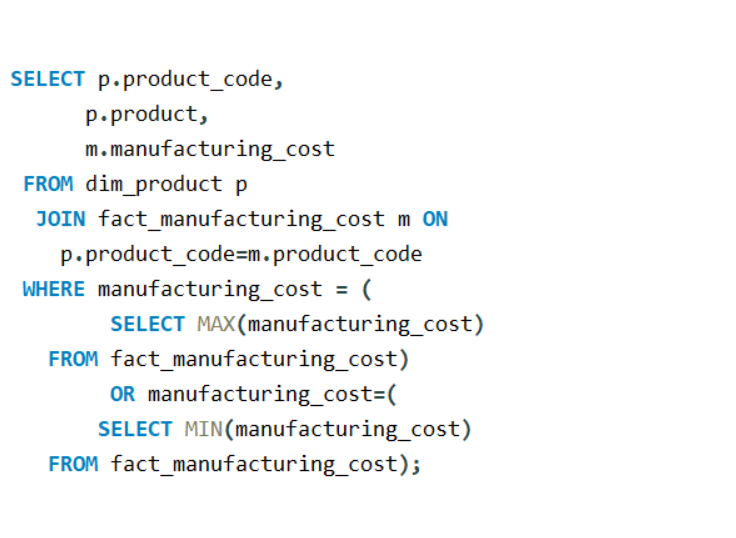 SELECT p.product_code,
p.product,
m.manufacturing_cost
FROM dim_product p
JOIN fact_manufacturing_cost m ON
p.product_code=m.product_code
WHERE manufacturing_cost = (
SELECT MAX(manufacturing_cost)
FROM fact_manufacturing_cost)
OR manufacturing_cost=(
SELECT MIN(manufacturing_cost)
FROM fact_manufacturing_cost);